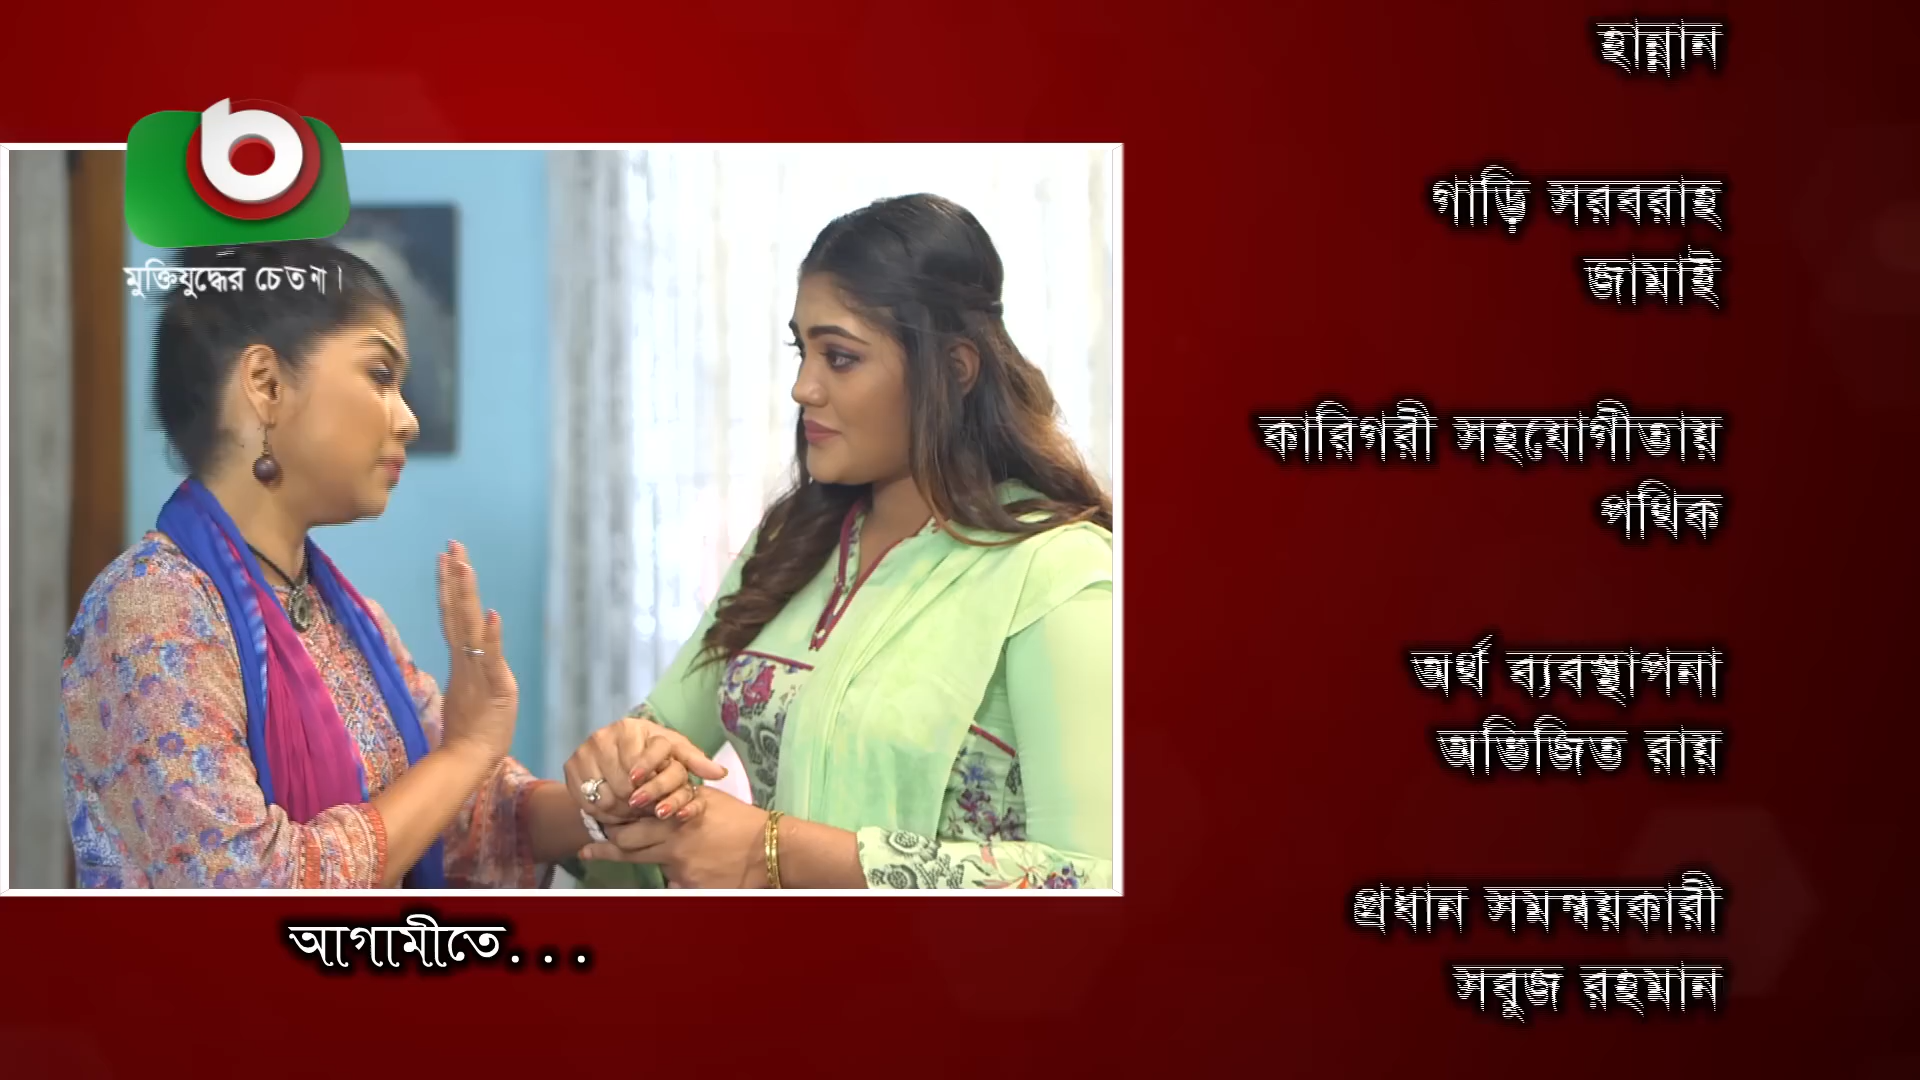 মুক্তিযুদ্ধের চেতনা।
আগামীতে...
হান্নান
গাড়ি সরবরাহ
জামাই
কারিগরী সহযোগীতায়
পথিক
অর্থ ব্যবস্থাপনা
অভিজিত রায়
প্রধান সমন্বয়কারী
সবুজ রহমান